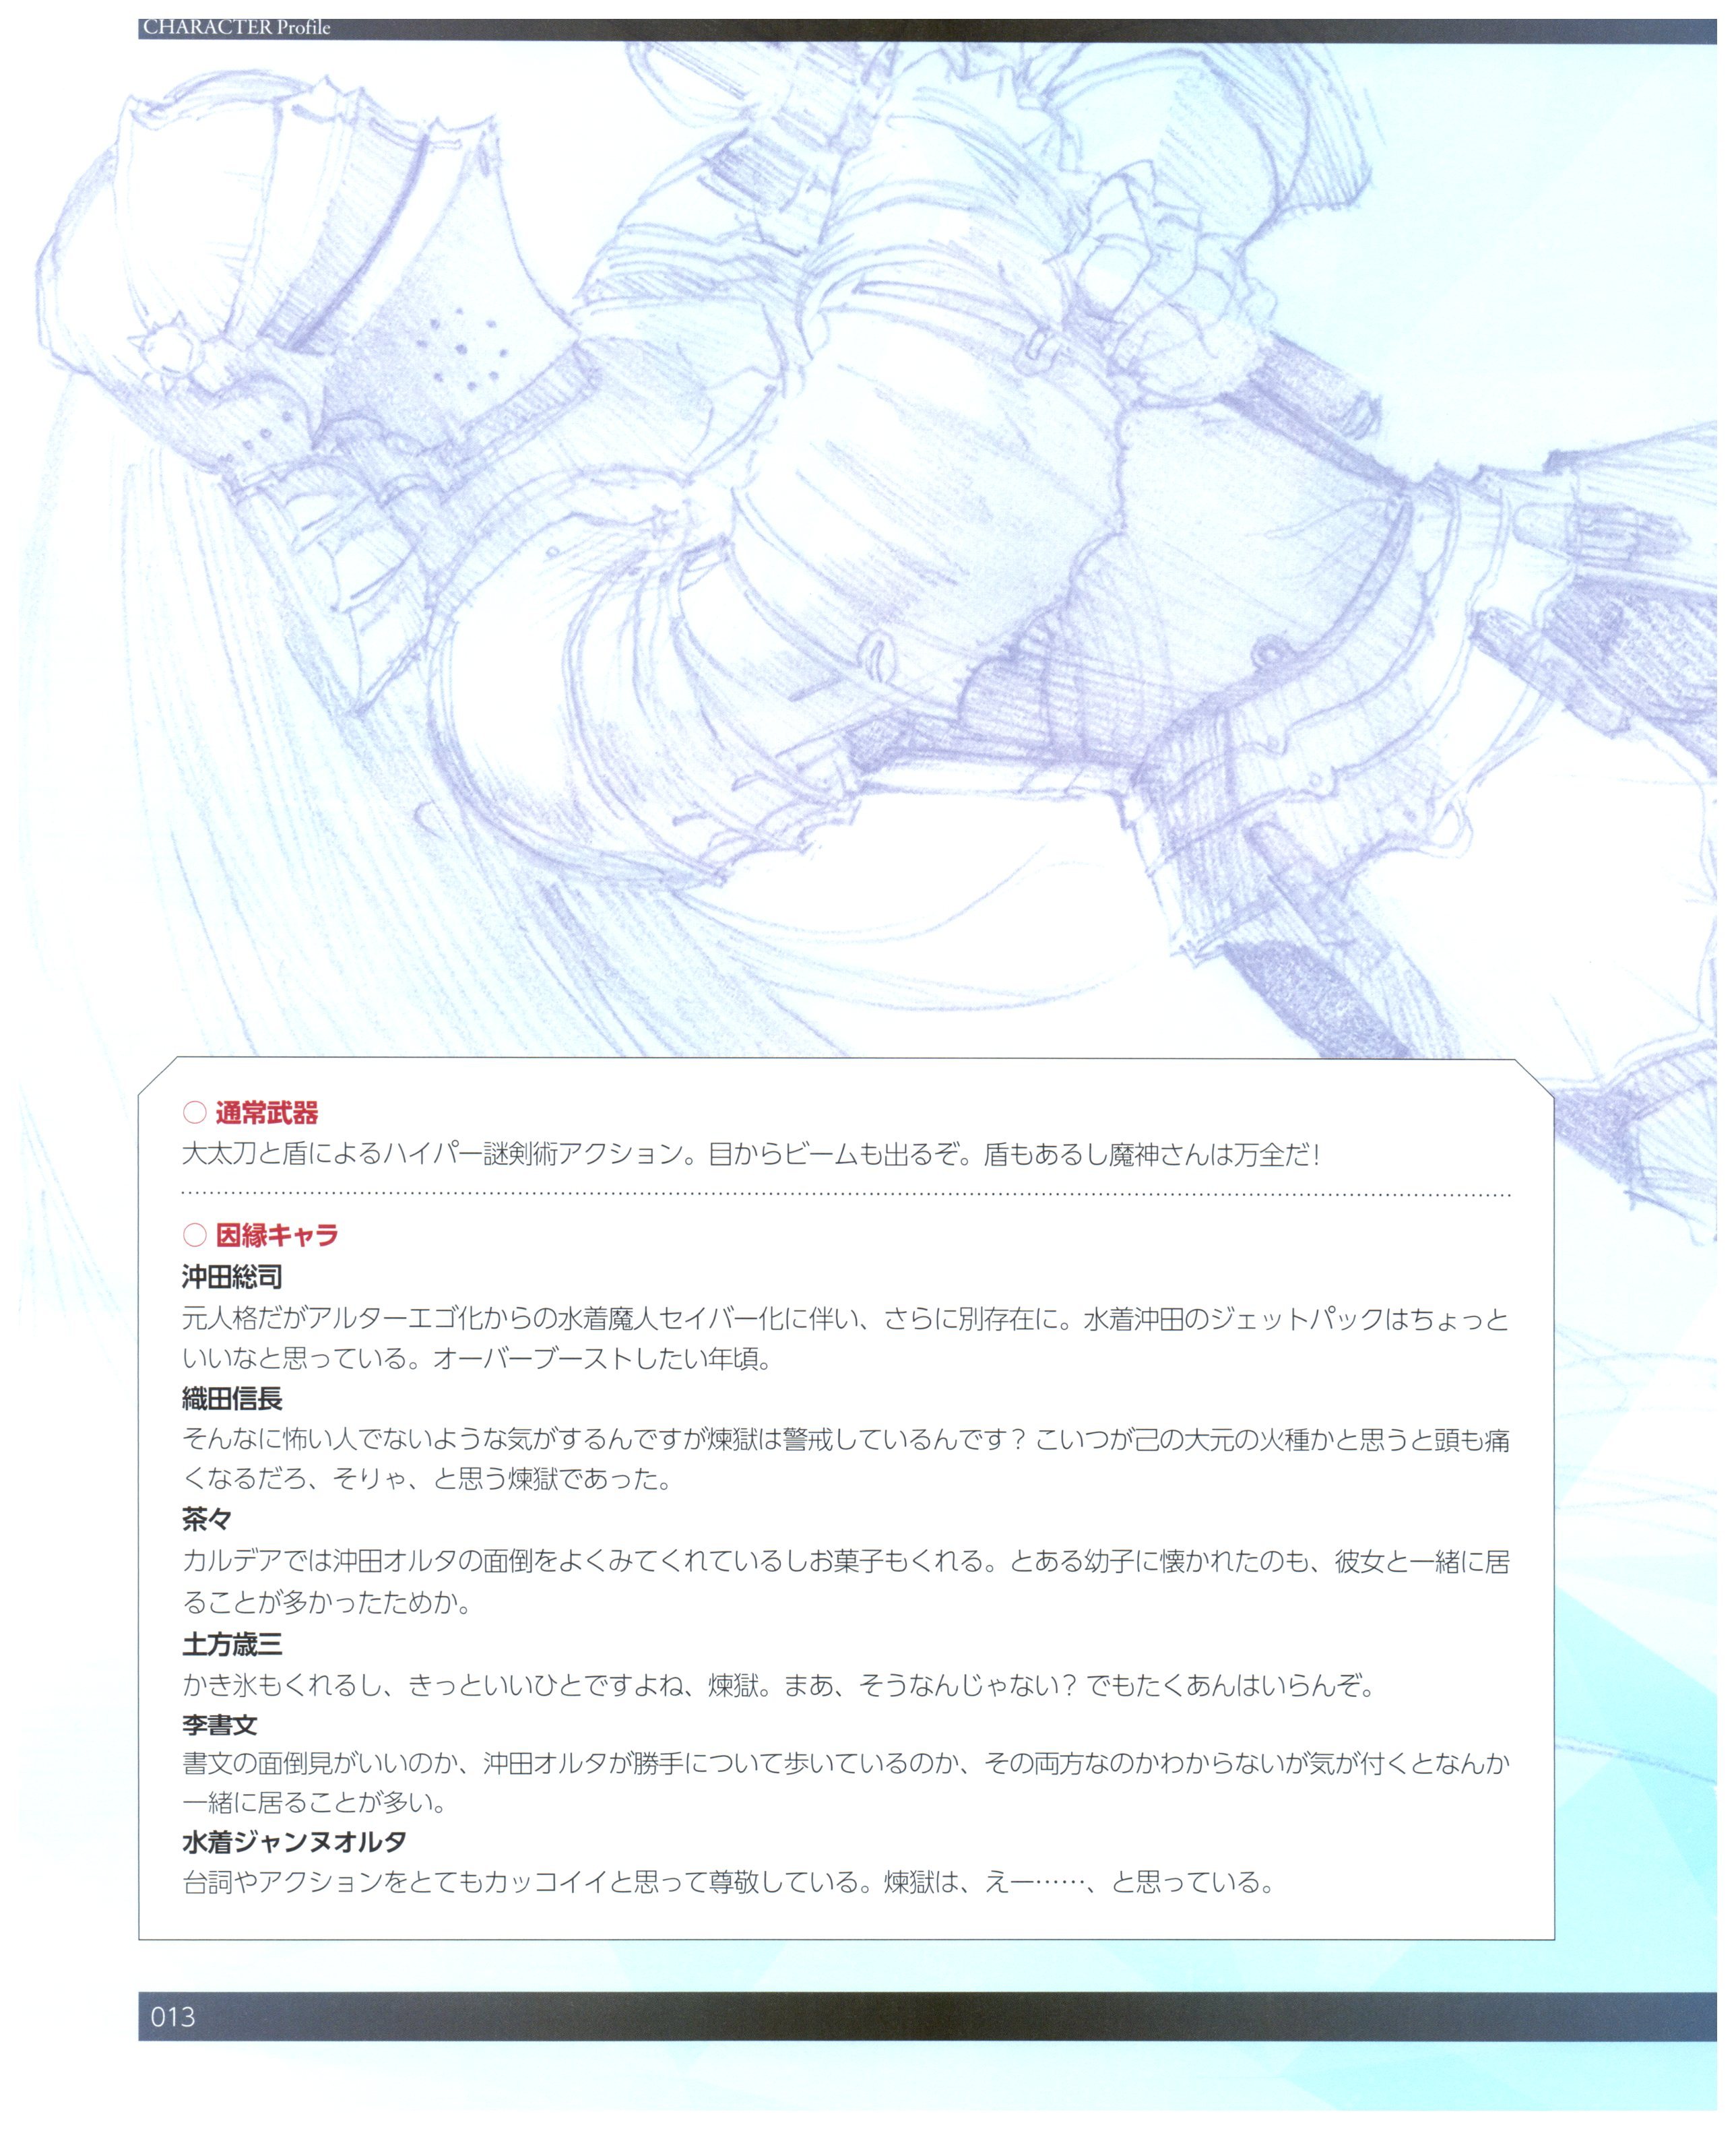 CHARACTER Profile
○ 通常武器
大太刀と盾によるハイパー謎剣術アクション。目からビームも出るぞ。盾もあるし魔神さんは万全だ!
○ 因縁キャラ
沖田総司
元人格だがアルターエゴ化からの水着魔人セイバー化に伴い、さらに別存在に。水着沖田のジェットパックはちょっと
いいなと思っている。オーバーブーストしたい年頃。
織田信長
そんなに怖い人でないような気がするんですが煉獄は警戒しているんです? こいつが己の大元の火種かと思うと頭も痛
くなるだろ、そりゃ、と思う煉獄であった。
茶々
カルデアでは沖田オルタの面倒をよくみてくれているしお菓子もくれる。とある幼子に懐かれたのも、彼女と一緒に居
ることが多かったためか。
土方歳三
かき氷もくれるし、きっといいひとですよね、煉獄。まあ、そうなんじゃない? でもたくあんはいらんぞ。
李書文
書文の面倒見がいいのか、沖田オルタが勝手について歩いているのか、その両方なのかわからないが気が付くとなんか
一緒に居ることが多い。
水着ジャンヌオルタ
台詞やアクションをとてもカッコイイと思って尊敬している。煉獄は、えー……、と思っている。
013